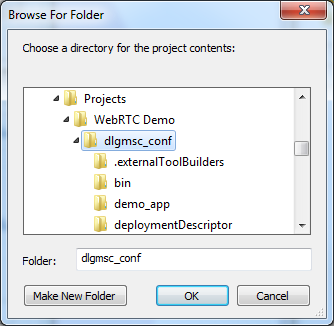 Browse For Folder
Choose a directory for the project contents:
Projects
WebRTC Demo
dlgmsc_conf
.externalToolBuilders
bin
demo_app
deploymentDescriptor
Folder: dlgmsc_conf
Make New Folder OK Cancel